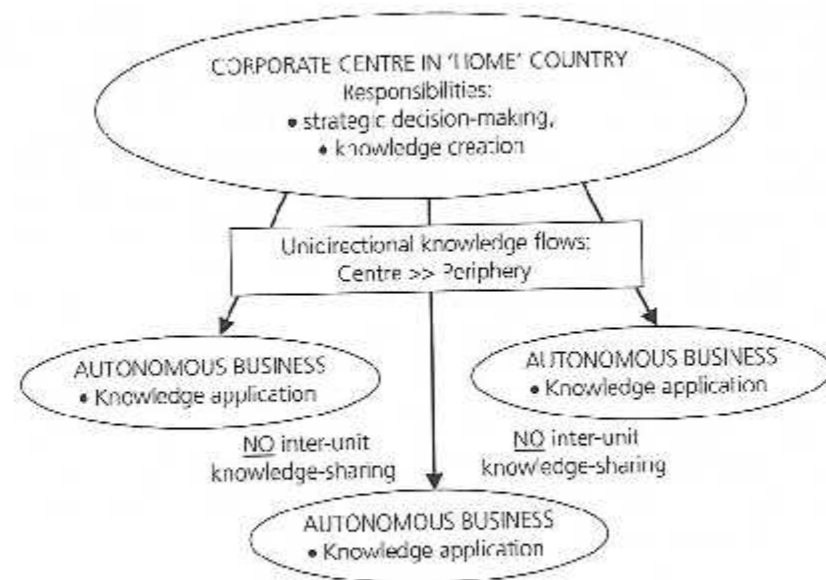 CORPORATE CENTRE IN 'HOME' COUNTRY
Responsibilities:
• strategic decision-making,
• knowledge creation
Unidirectional knowledge flows:
Centre >> Periphery
AUTONOMOUS BUSINESS
• Knowledge application
AUTONOMOUS BUSINESS
• Knowledge application
NO inter-unit
knowledge-sharing
NO inter-unit
knowledge-sharing
AUTONOMOUS BUSINESS
• Knowledge application